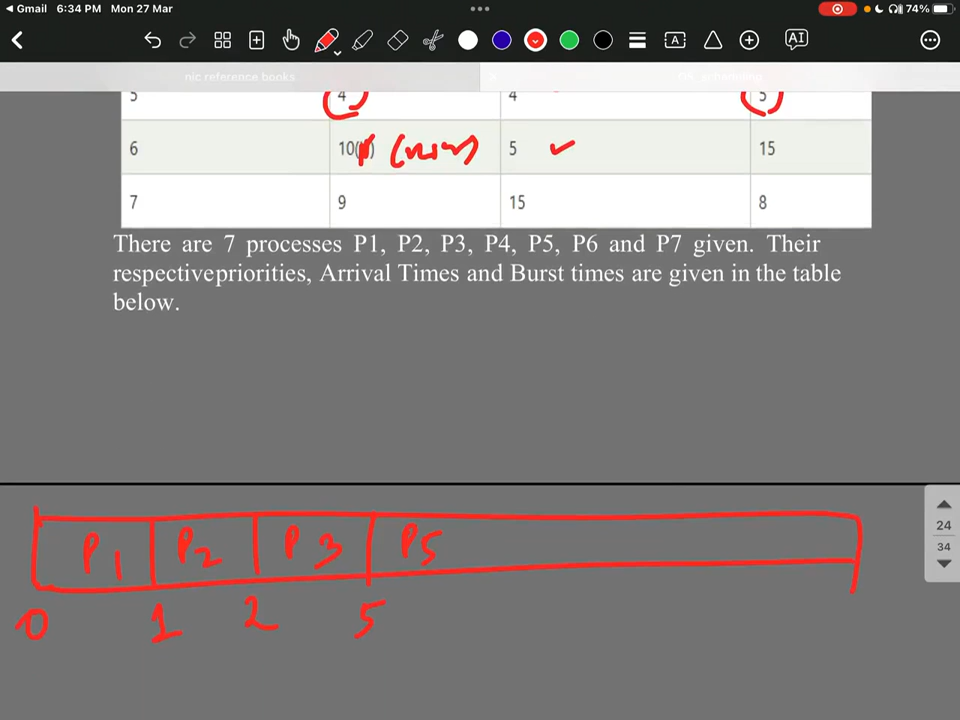 Gmail 6:34 PM Mon 27 Mar 74%
A AI
nic reference books
5 4 4 5
6 10 5 15
7 9 15 8
There are 7 processes P1, P2, P3, P4, P5, P6 and P7 given. Their
respective priorities, Arrival Times and Burst times are given in the table
below.
24
34
P1 P2 P3 P5
0 1 2 5